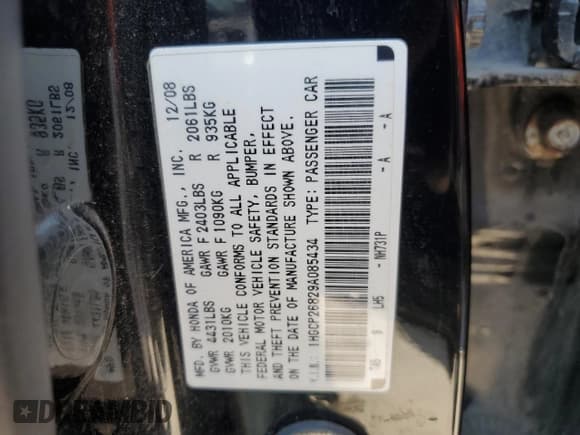 MFD. BY HONDA OF AMERICA MFG., INC. 12/08
GVWR 4431LBS GAWR F 2403LBS R 2061LBS
GVWR 2010KG GAWR F 1090KG R 935KG
THIS VEHICLE CONFORMS TO ALL APPLICABLE
FEDERAL MOTOR VEHICLE SAFETY, BUMPER,
AND THEFT PREVENTION STANDARDS IN EFFECT
ON THE DATE OF MANUFACTURE SHOWN ABOVE.
V.I.N.: 1HGCP26829A085434 TYPE: PASSENGER CAR
LH5 - NH731P - A - A
IDRAMBID